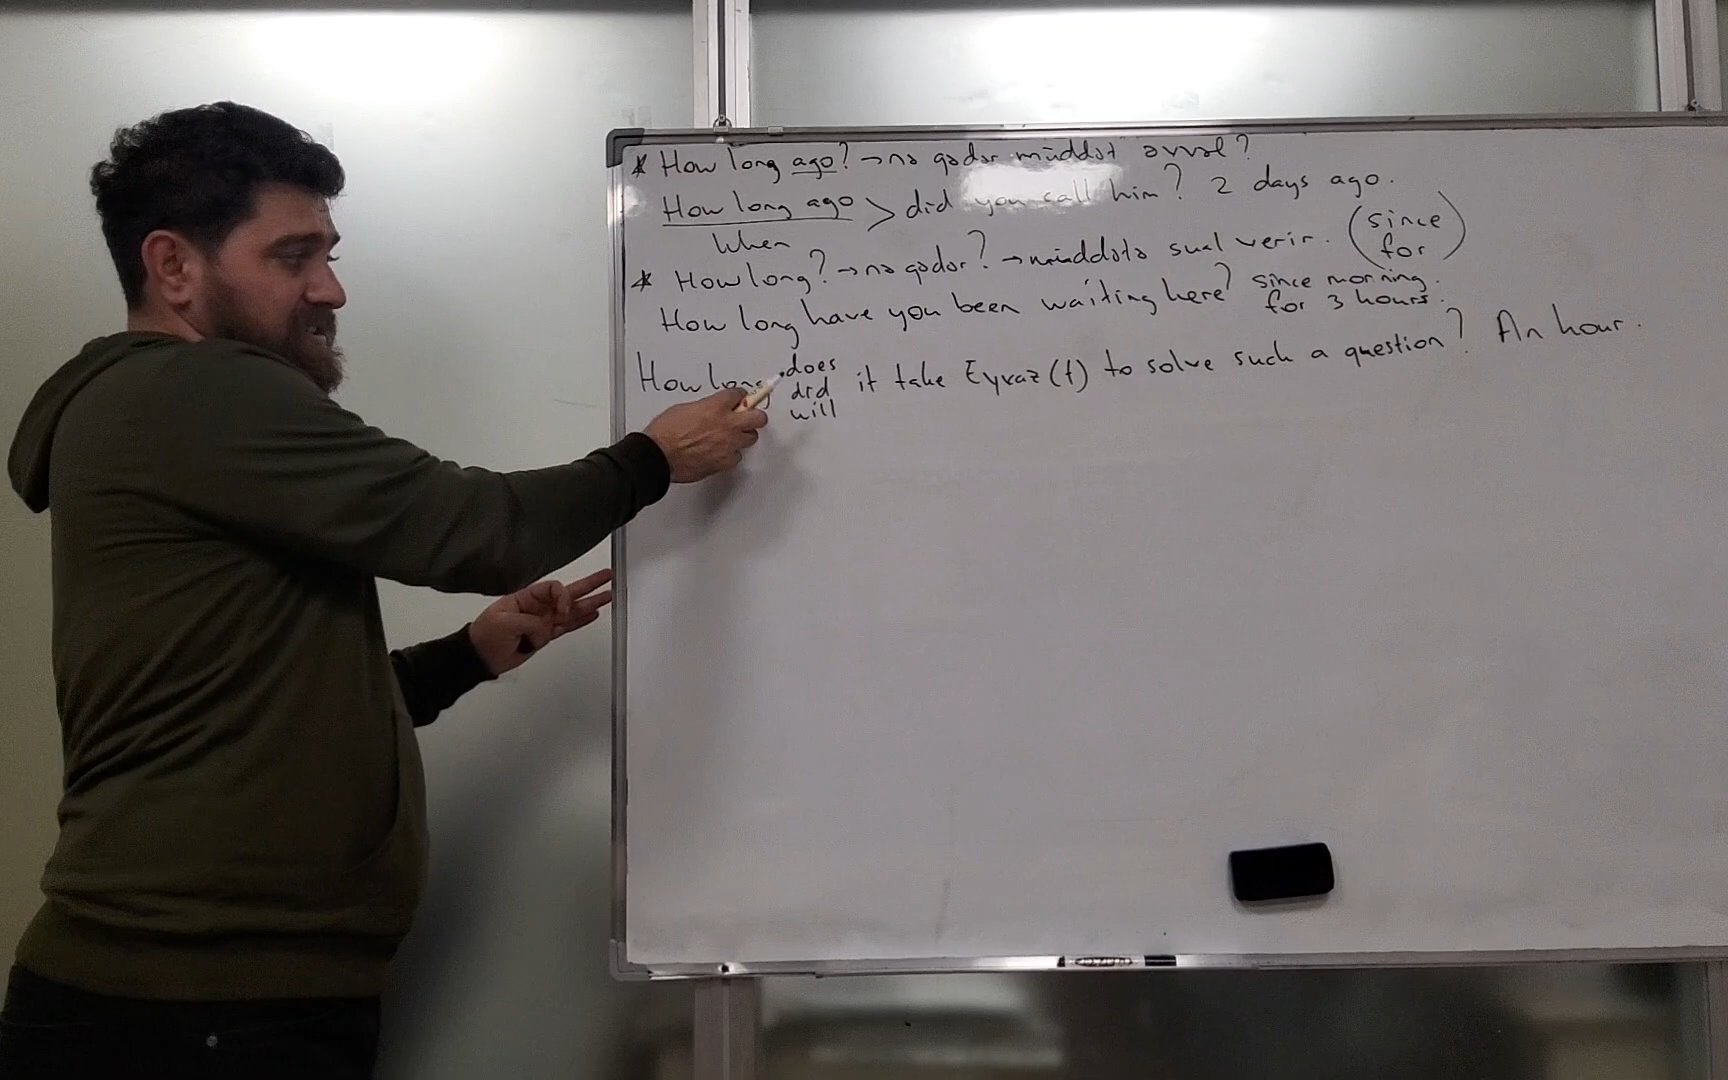 * How long ago? → nə qədər müddət əvvəl?
How long ago > did you call him? 2 days ago.
When
* How long? → nə qədər? → müddətə sual verir. (since
for)
How long have you been waiting here? since morning.
for 3 hours.
How long does it take Eyvaz(f) to solve such a question? An hour.
did
will